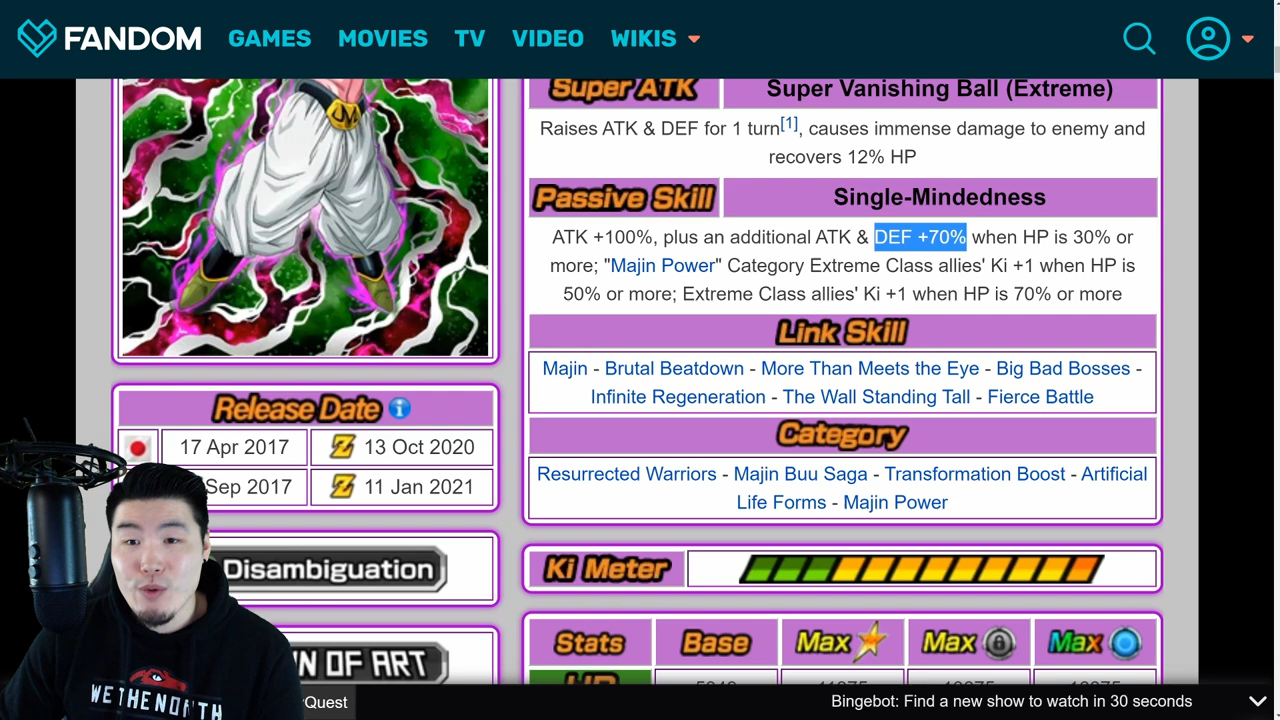 FANDOM GAMES MOVIES TV VIDEO WIKIS
Super ATK Super Vanishing Ball (Extreme)
Raises ATK & DEF for 1 turn[1], causes immense damage to enemy and
recovers 12% HP
M
Passive Skill Single-Mindedness
ATK +100%, plus an additional ATK & DEF +70% when HP is 30% or
more; "Majin Power" Category Extreme Class allies' Ki +1 when HP is
50% or more; Extreme Class allies' Ki +1 when HP is 70% or more
Link Skill
Majin - Brutal Beatdown - More Than Meets the Eye - Big Bad Bosses -
Infinite Regeneration - The Wall Standing Tall - Fierce Battle
Category
Resurrected Warriors - Majin Buu Saga - Transformation Boost - Artificial
Life Forms - Majin Power
Release Date i
17 Apr 2017 Z 13 Oct 2020
Sep 2017 Z 11 Jan 2021
Disambiguation
Ki Meter
Stats Base Max Max Max
N OF ART
WE THE NORTH
Quest
Bingebot: Find a new show to watch in 30 seconds